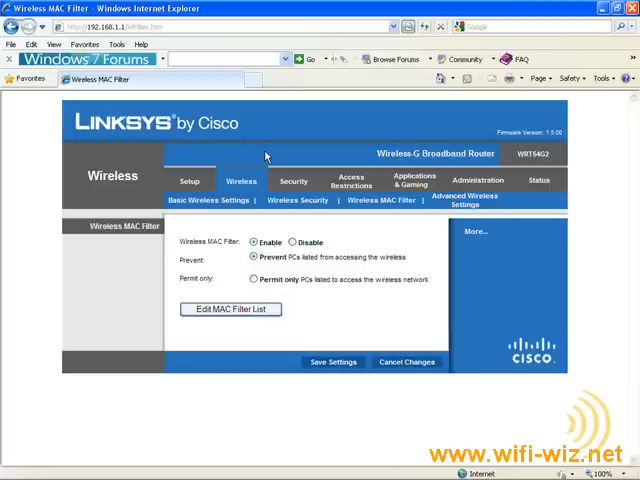 Wireless MAC Filter - Windows Internet Explorer
http://192.168.1.1/Wfilter.htm
Google
File Edit View Favorites Tools Help
Windows 7 Forums Go Browse Forums Community FAQ
Favorites Wireless MAC Filter Page Safety Tools
LINKSYS® by Cisco
Firmware Version: 1.5.00
Wireless-G Broadband Router WRT54G2
Wireless
Setup Wireless Security Access Restrictions Applications & Gaming Administration Status
Basic Wireless Settings | Wireless Security | Wireless MAC Filter | Advanced Wireless Settings
Wireless MAC Filter
More...
Wireless MAC Filter: Enable Disable
Prevent: Prevent PCs listed from accessing the wireless
Permit only: Permit only PCs listed to access the wireless network
Edit MAC Filter List
CISCO.
Save Settings Cancel Changes
www.wifi-wiz.net
Internet 100%